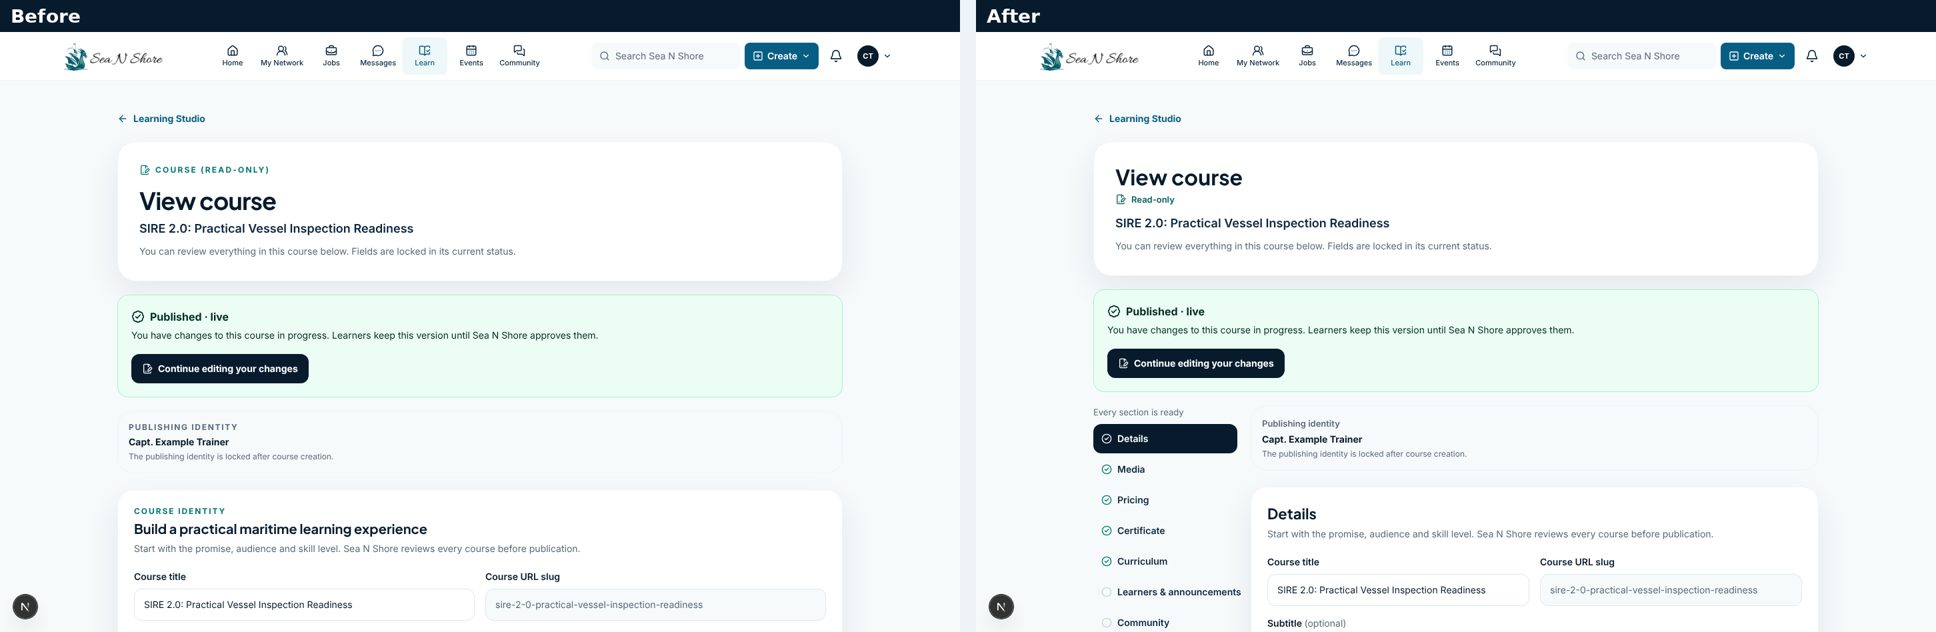 Before
Sea N Shore
Home
My Network
Jobs
Messages
Learn
Events
Community
Search Sea N Shore
Create
CT
Learning Studio
COURSE (READ-ONLY)
View course
SIRE 2.0: Practical Vessel Inspection Readiness
You can review everything in this course below. Fields are locked in its current status.
Published · live
You have changes to this course in progress. Learners keep this version until Sea N Shore approves them.
Continue editing your changes
PUBLISHING IDENTITY
Capt. Example Trainer
The publishing identity is locked after course creation.
COURSE IDENTITY
Build a practical maritime learning experience
Start with the promise, audience and skill level. Sea N Shore reviews every course before publication.
Course title
Course URL slug
SIRE 2.0: Practical Vessel Inspection Readiness
sire-2-0-practical-vessel-inspection-readiness
N
After
Sea N Shore
Home
My Network
Jobs
Messages
Learn
Events
Community
Search Sea N Shore
Create
CT
Learning Studio
View course
Read-only
SIRE 2.0: Practical Vessel Inspection Readiness
You can review everything in this course below. Fields are locked in its current status.
Published · live
You have changes to this course in progress. Learners keep this version until Sea N Shore approves them.
Continue editing your changes
Every section is ready
Details
Media
Pricing
Certificate
Curriculum
Learners & announcements
Community
Publishing identity
Capt. Example Trainer
The publishing identity is locked after course creation.
Details
Start with the promise, audience and skill level. Sea N Shore reviews every course before publication.
Course title
Course URL slug
SIRE 2.0: Practical Vessel Inspection Readiness
sire-2-0-practical-vessel-inspection-readiness
Subtitle (optional)
N